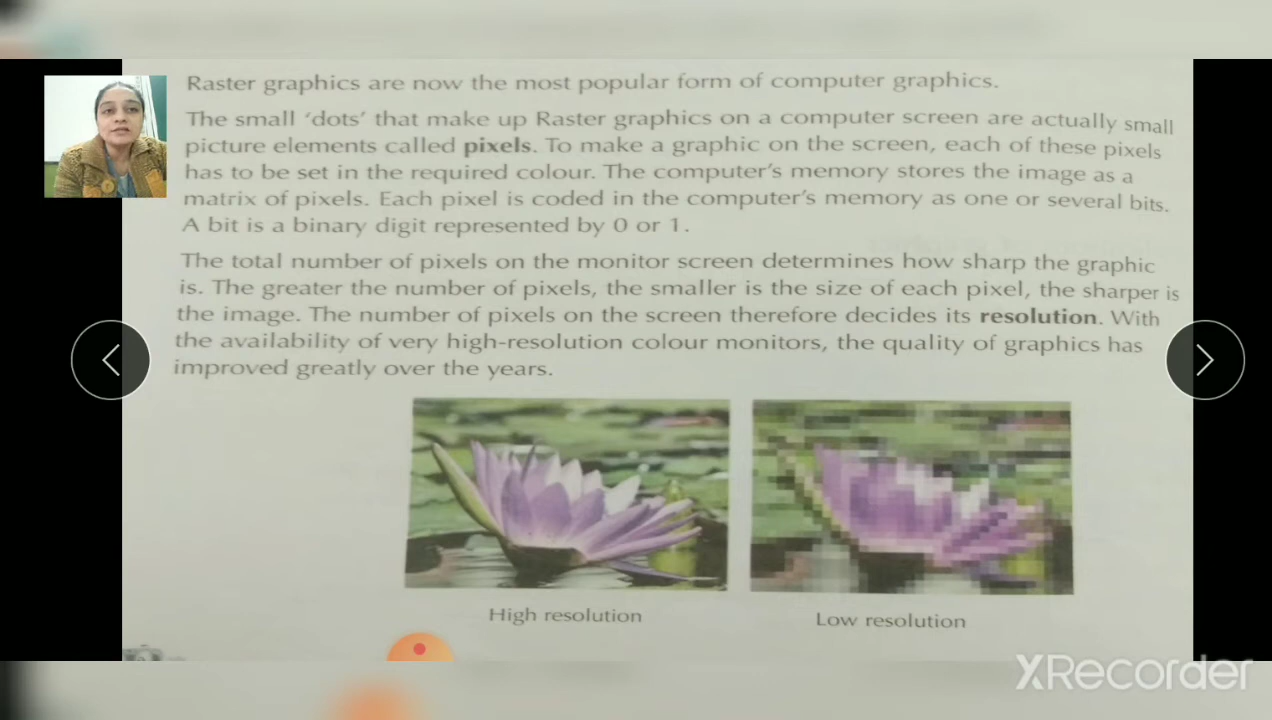 Raster graphics are now the most popular form of computer graphics.
The small ‘dots’ that make up Raster graphics on a computer screen are actually small
picture elements called pixels. To make a graphic on the screen, each of these pixels
has to be set in the required colour. The computer’s memory stores the image as a
matrix of pixels. Each pixel is coded in the computer’s memory as one or several bits.
A bit is a binary digit represented by 0 or 1.
The total number of pixels on the monitor screen determines how sharp the graphic
is. The greater the number of pixels, the smaller is the size of each pixel, the sharper is
the image. The number of pixels on the screen therefore decides its resolution. With
the availability of very high-resolution colour monitors, the quality of graphics has
improved greatly over the years.
High resolution
Low resolution
XRecorder